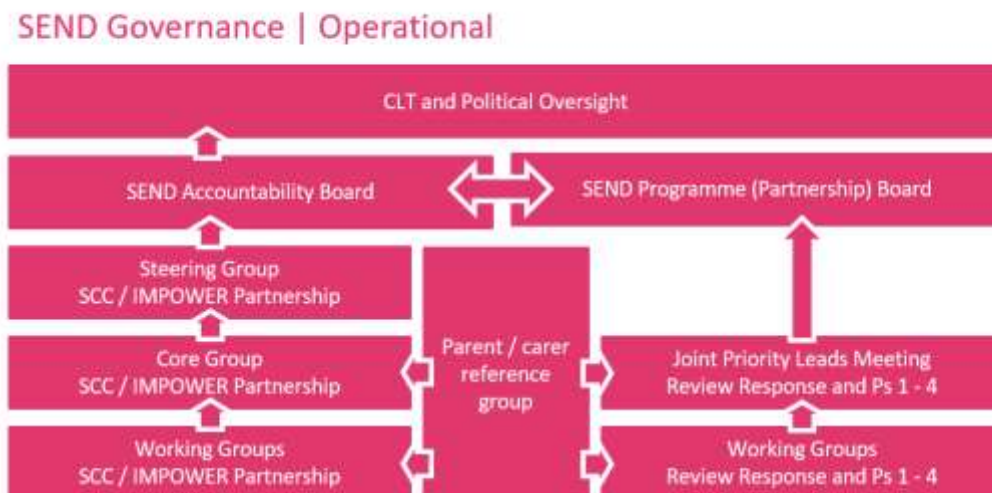 SEND Governance | Operational
CLT and Political Oversight
SEND Accountability Board
SEND Programme (Partnership) Board
Steering Group
SCC / IMPOWER Partnership
Core Group
SCC / IMPOWER Partnership
Parent / carer
reference
group
Joint Priority Leads Meeting
Review Response and Ps 1 - 4
Working Groups
SCC / IMPOWER Partnership
Working Groups
Review Response and Ps 1 - 4